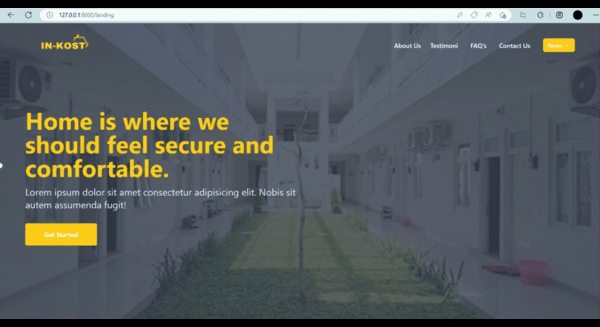 127.0.0.1:8000/landing
IN-KOST
About Us Testimoni FAQ's Contact Us
Home is where we
should feel secure and
comfortable.
Lorem ipsum dolor sit amet consectetur adipisicing elit. Nobis sit
autem assumenda fugit!
Get Started